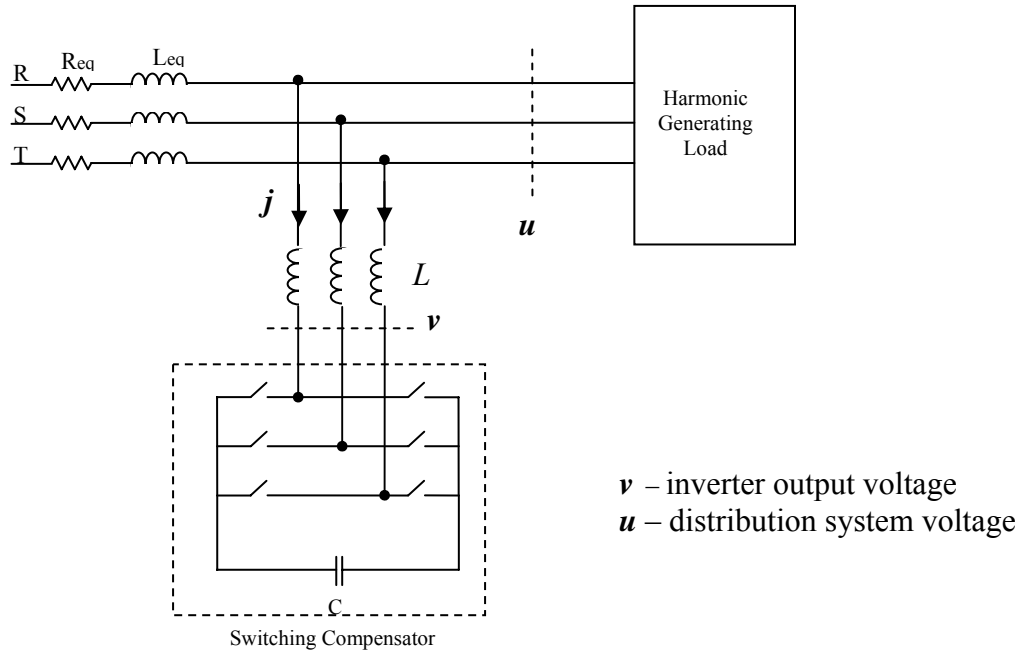 Req
Leq
R
S
T
Harmonic
Generating
Load
j
u
L
v
C
Switching Compensator
v – inverter output voltage
u – distribution system voltage